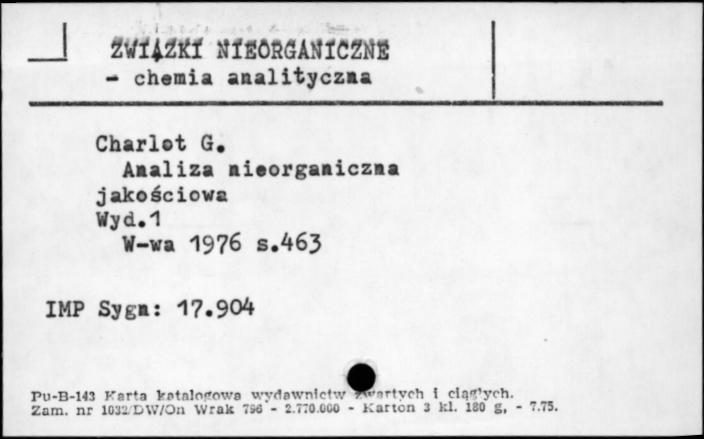 ZWIĄZKI NIEORGANICZNE
- chemia analityczna
Charlot G.
Analiza nieorganiczna
jakościowa
Wyd.1
W-wa 1976 s.463
IMP Sygn: 17.904
Pu-B-143 Karta katalogowa wydawnictw zwartych i ciągłych.
Zam. nr 1032/DW/On Wrak 796 - 2.770.000 - Karton 3 kl. 180 g, - 7.75.